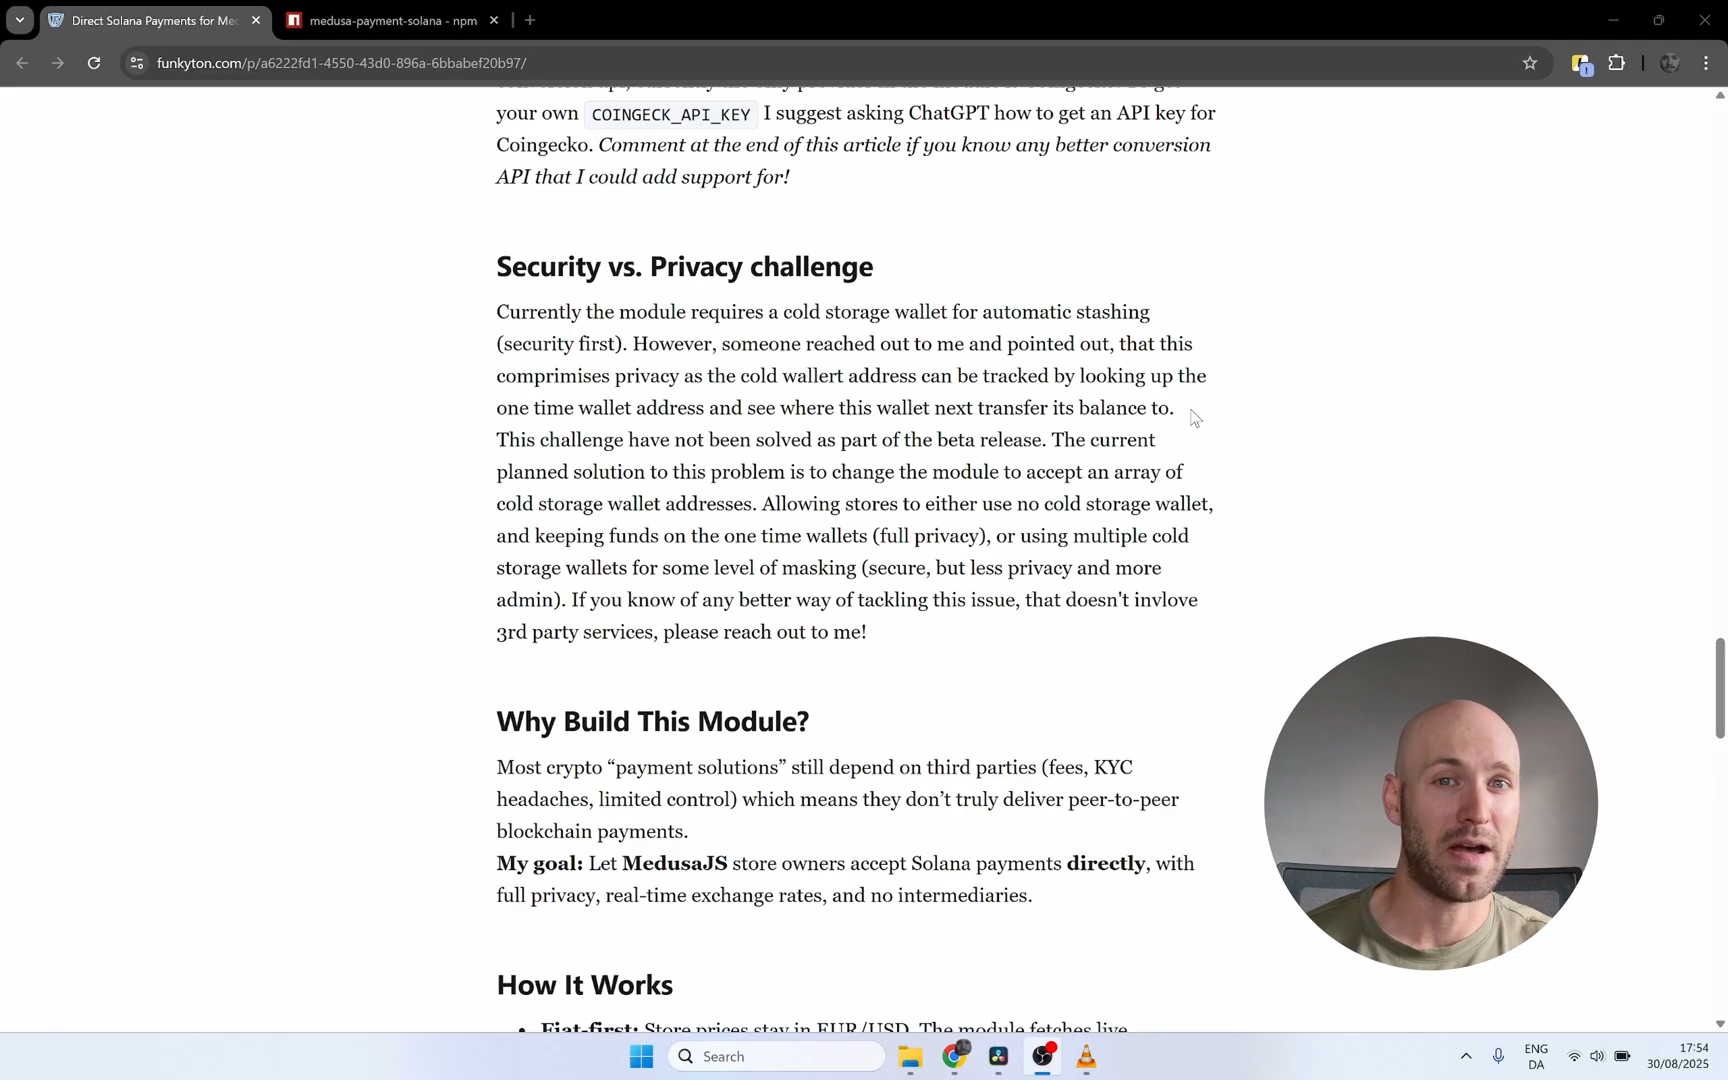 Direct Solana Payments for Med
medusa-payment-solana - npm
funkyton.com/p/a6222fd1-4550-43d0-896a-6bbabef20b97/
your own COINGECK_API_KEY I suggest asking ChatGPT how to get an API key for
Coingecko. Comment at the end of this article if you know any better conversion
API that I could add support for!
Security vs. Privacy challenge
Currently the module requires a cold storage wallet for automatic stashing
(security first). However, someone reached out to me and pointed out, that this
comprimises privacy as the cold wallert address can be tracked by looking up the
one time wallet address and see where this wallet next transfer its balance to.
This challenge have not been solved as part of the beta release. The current
planned solution to this problem is to change the module to accept an array of
cold storage wallet addresses. Allowing stores to either use no cold storage wallet,
and keeping funds on the one time wallets (full privacy), or using multiple cold
storage wallets for some level of masking (secure, but less privacy and more
admin). If you know of any better way of tackling this issue, that doesn't invlove
3rd party services, please reach out to me!
Why Build This Module?
Most crypto “payment solutions” still depend on third parties (fees, KYC
headaches, limited control) which means they don’t truly deliver peer-to-peer
blockchain payments.
My goal: Let MedusaJS store owners accept Solana payments directly, with
full privacy, real-time exchange rates, and no intermediaries.
How It Works
• Fiat-first: Store prices stay in EUR/USD. The module fetches live
Search
ENG
DA
17:54
30/08/2025